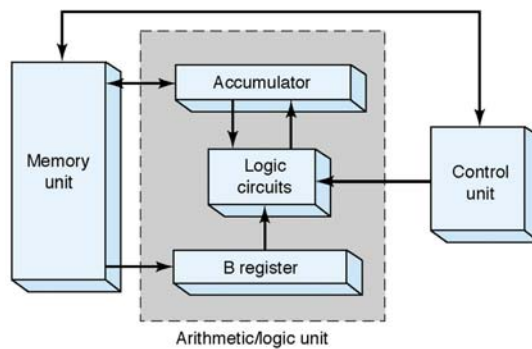 Accumulator
Memory
unit
Logic
circuits
Control
unit
B register
Arithmetic/logic unit